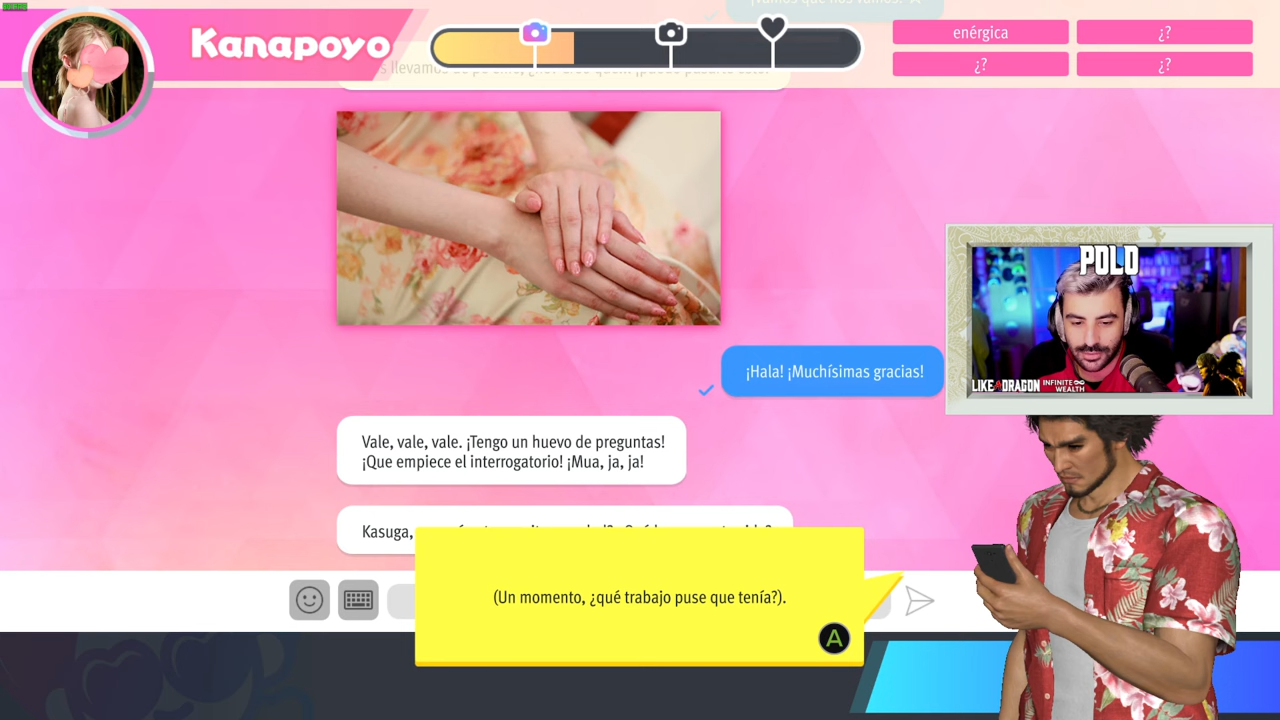 Kanapoyo
enérgica
¿?
¿?
¿?
¡Hala! ¡Muchísimas gracias!
Vale, vale, vale. ¡Tengo un huevo de preguntas!
¡Que empiece el interrogatorio! ¡Mua, ja, ja!
Kasuga,
(Un momento, ¿qué trabajo puse que tenía?).
A
POLO
LIKE A DRAGON INFINITE WEALTH